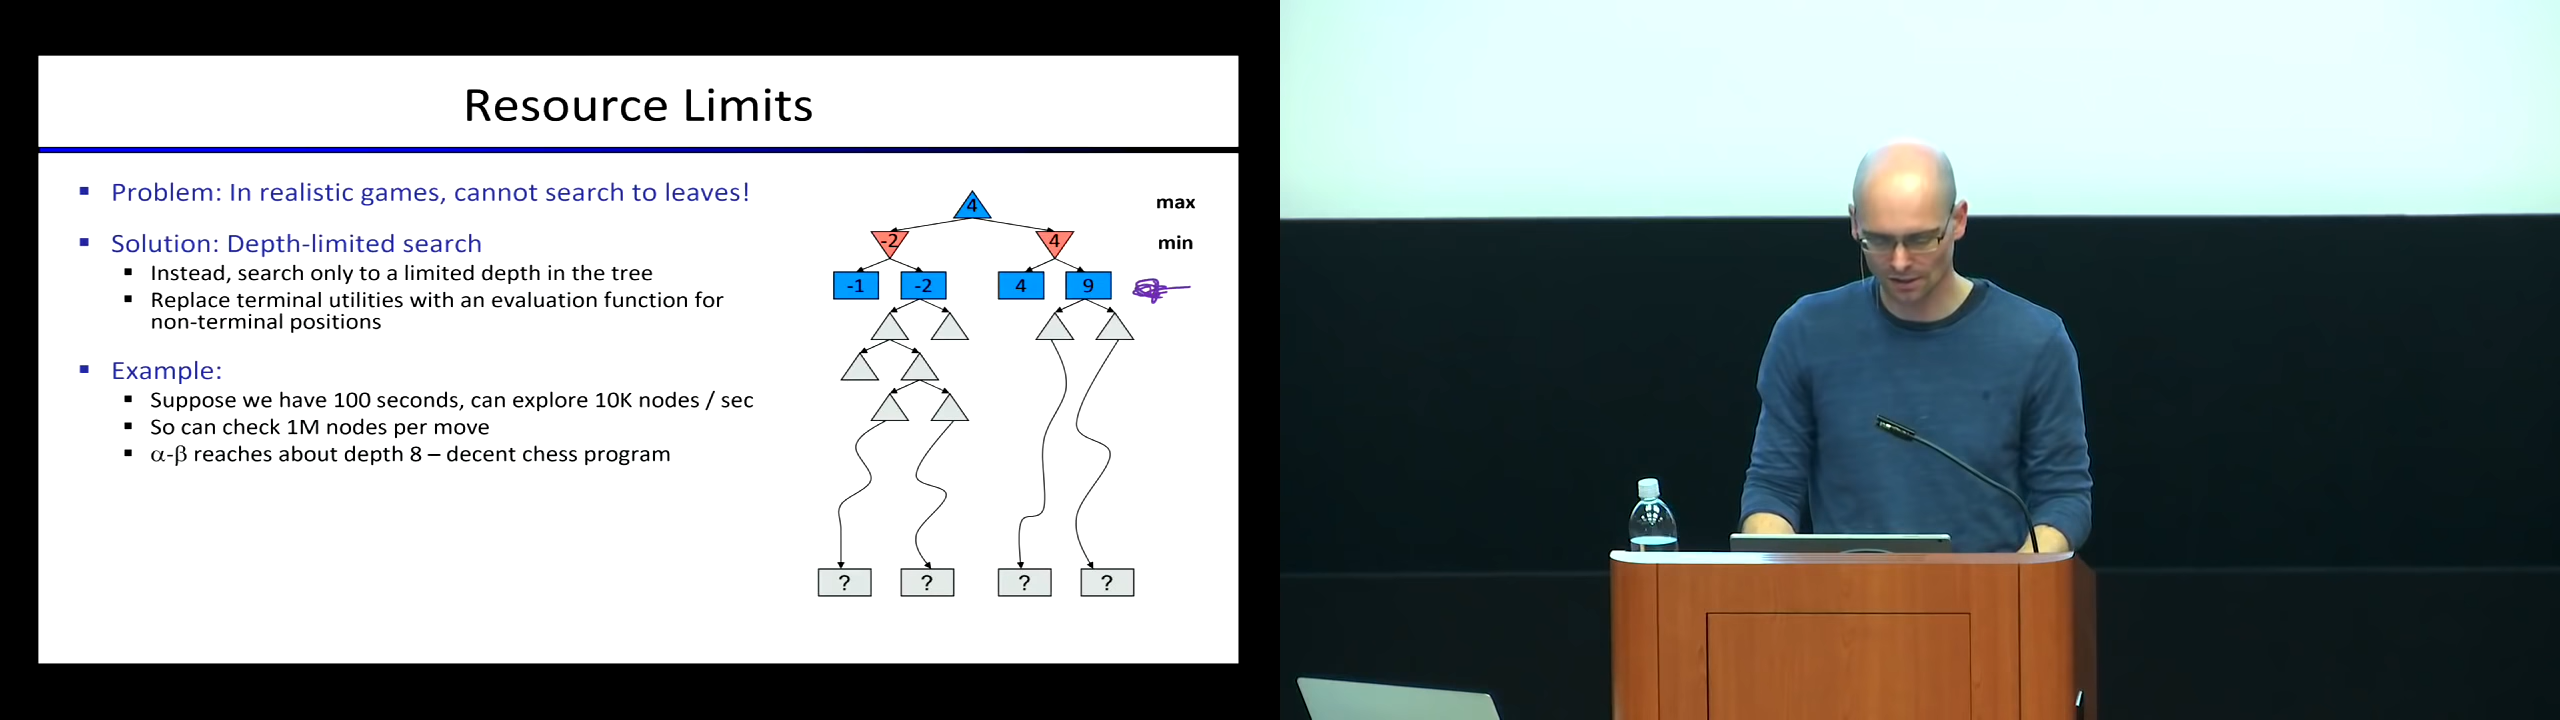 Resource Limits
Problem: In realistic games, cannot search to leaves!
Solution: Depth-limited search
Instead, search only to a limited depth in the tree
Replace terminal utilities with an evaluation function for
non-terminal positions
Example:
Suppose we have 100 seconds, can explore 10K nodes / sec
So can check 1M nodes per move
α-β reaches about depth 8 – decent chess program
4 max
-2 4 min
-1 -2 4 9
? ? ? ?